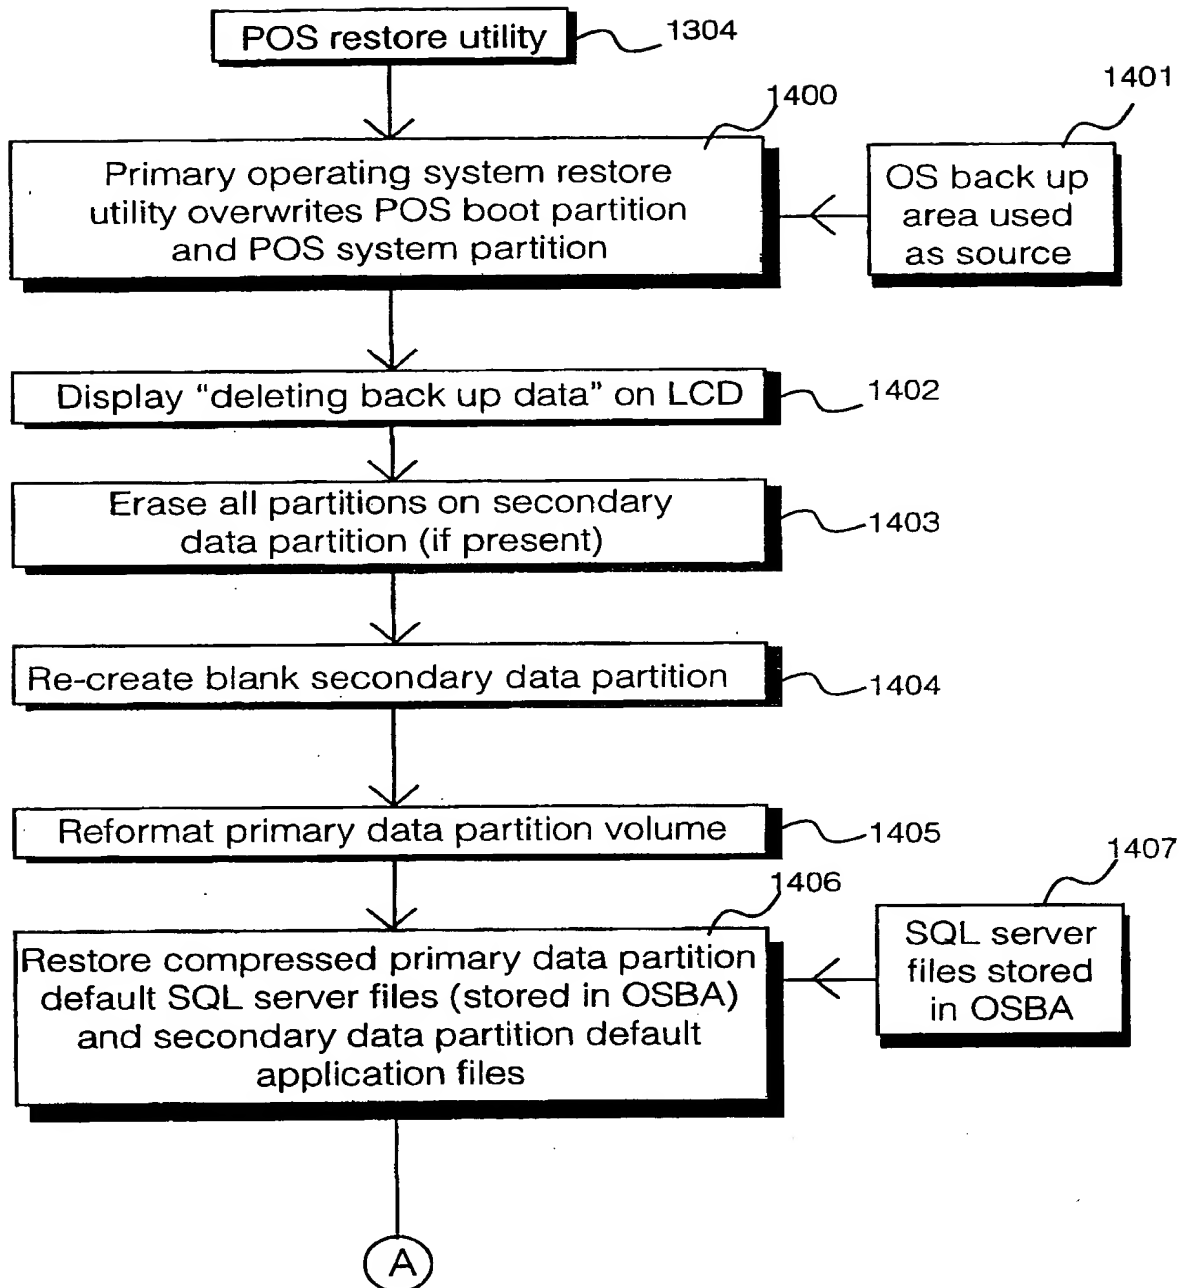 POS restore utility
1304
1400
1401
Primary operating system restore
utility overwrites POS boot partition
and POS system partition
OS back up
area used
as source
Display “deleting back up data” on LCD
1402
Erase all partitions on secondary
data partition (if present)
1403
Re-create blank secondary data partition
1404
Reformat primary data partition volume
1405
1407
1406
Restore compressed primary data partition
default SQL server files (stored in OSBA)
and secondary data partition default
application files
SQL server
files stored
in OSBA
A